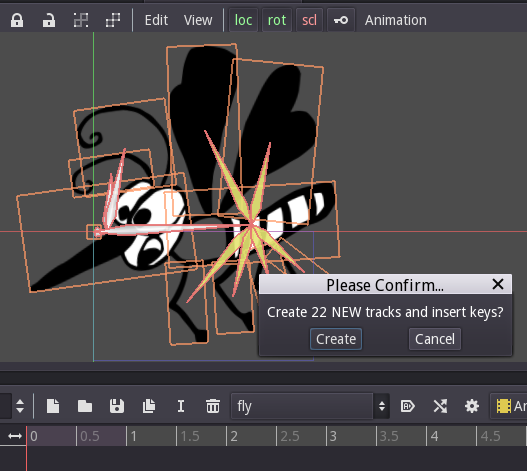 Edit View loc rot scl Animation
Please Confirm...
Create 22 NEW tracks and insert keys?
Create Cancel
fly
0 0.5 1 1.5 2 2.5 3 3.5 4 4.5